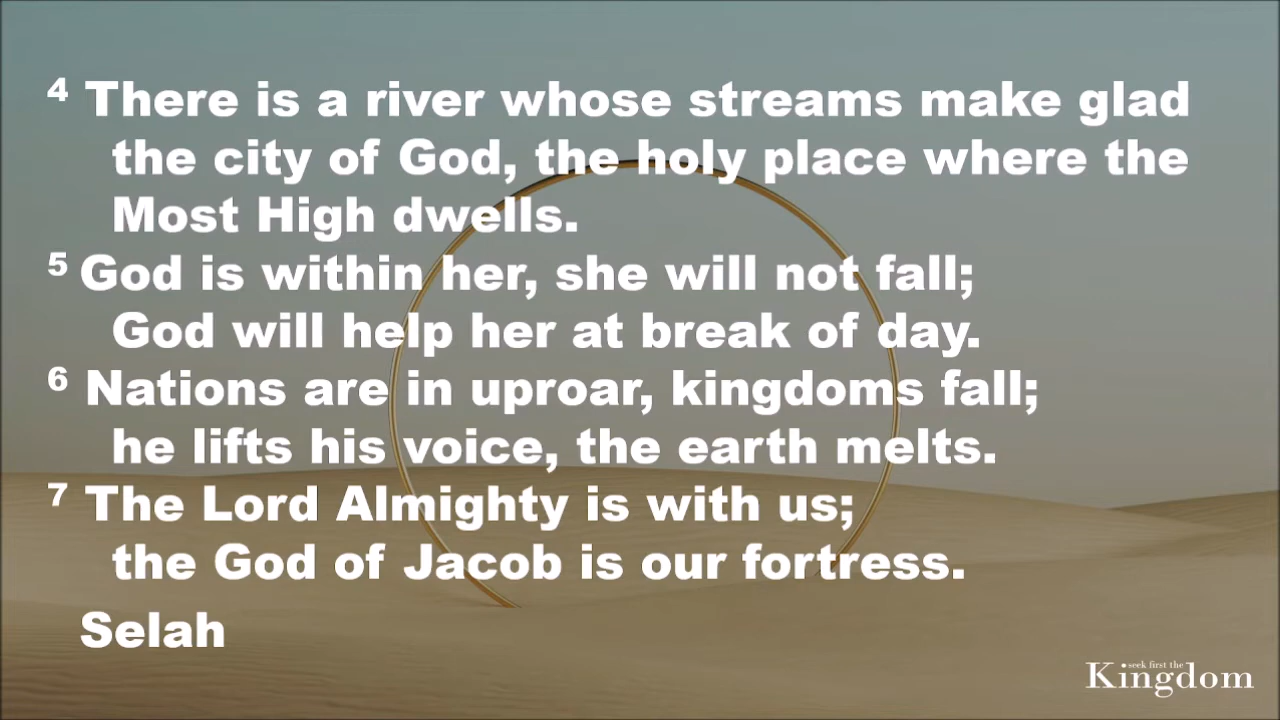 4 There is a river whose streams make glad
the city of God, the holy place where the
Most High dwells.
5 God is within her, she will not fall;
God will help her at break of day.
6 Nations are in uproar, kingdoms fall;
he lifts his voice, the earth melts.
7 The Lord Almighty is with us;
the God of Jacob is our fortress.
Selah
seek first the
Kingdom